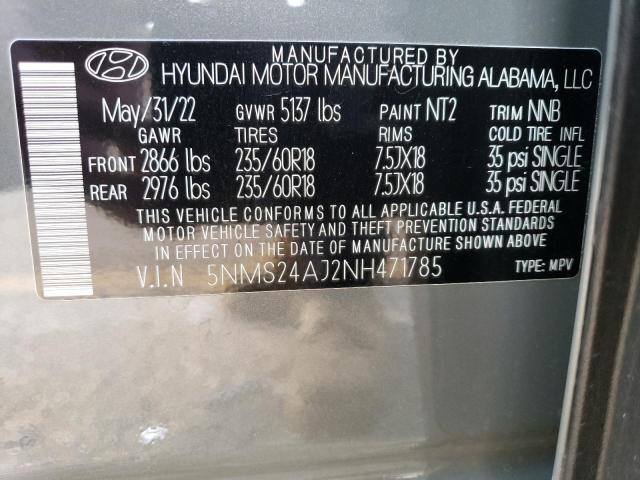 MANUFACTURED BY
HYUNDAI MOTOR MANUFACTURING ALABAMA, LLC
May/31/22 GVWR 5137 lbs PAINT NT2 TRIM NNB
GAWR TIRES RIMS COLD TIRE INFL
FRONT 2866 lbs 235/60R18 7.5JX18 35 psi SINGLE
REAR 2976 lbs 235/60R18 7.5JX18 35 psi SINGLE
THIS VEHICLE CONFORMS TO ALL APPLICABLE U.S.A. FEDERAL
MOTOR VEHICLE SAFETY AND THEFT PREVENTION STANDARDS
IN EFFECT ON THE DATE OF MANUFACTURE SHOWN ABOVE.
V.I.N 5NMS24AJ2NH471785 TYPE: MPV